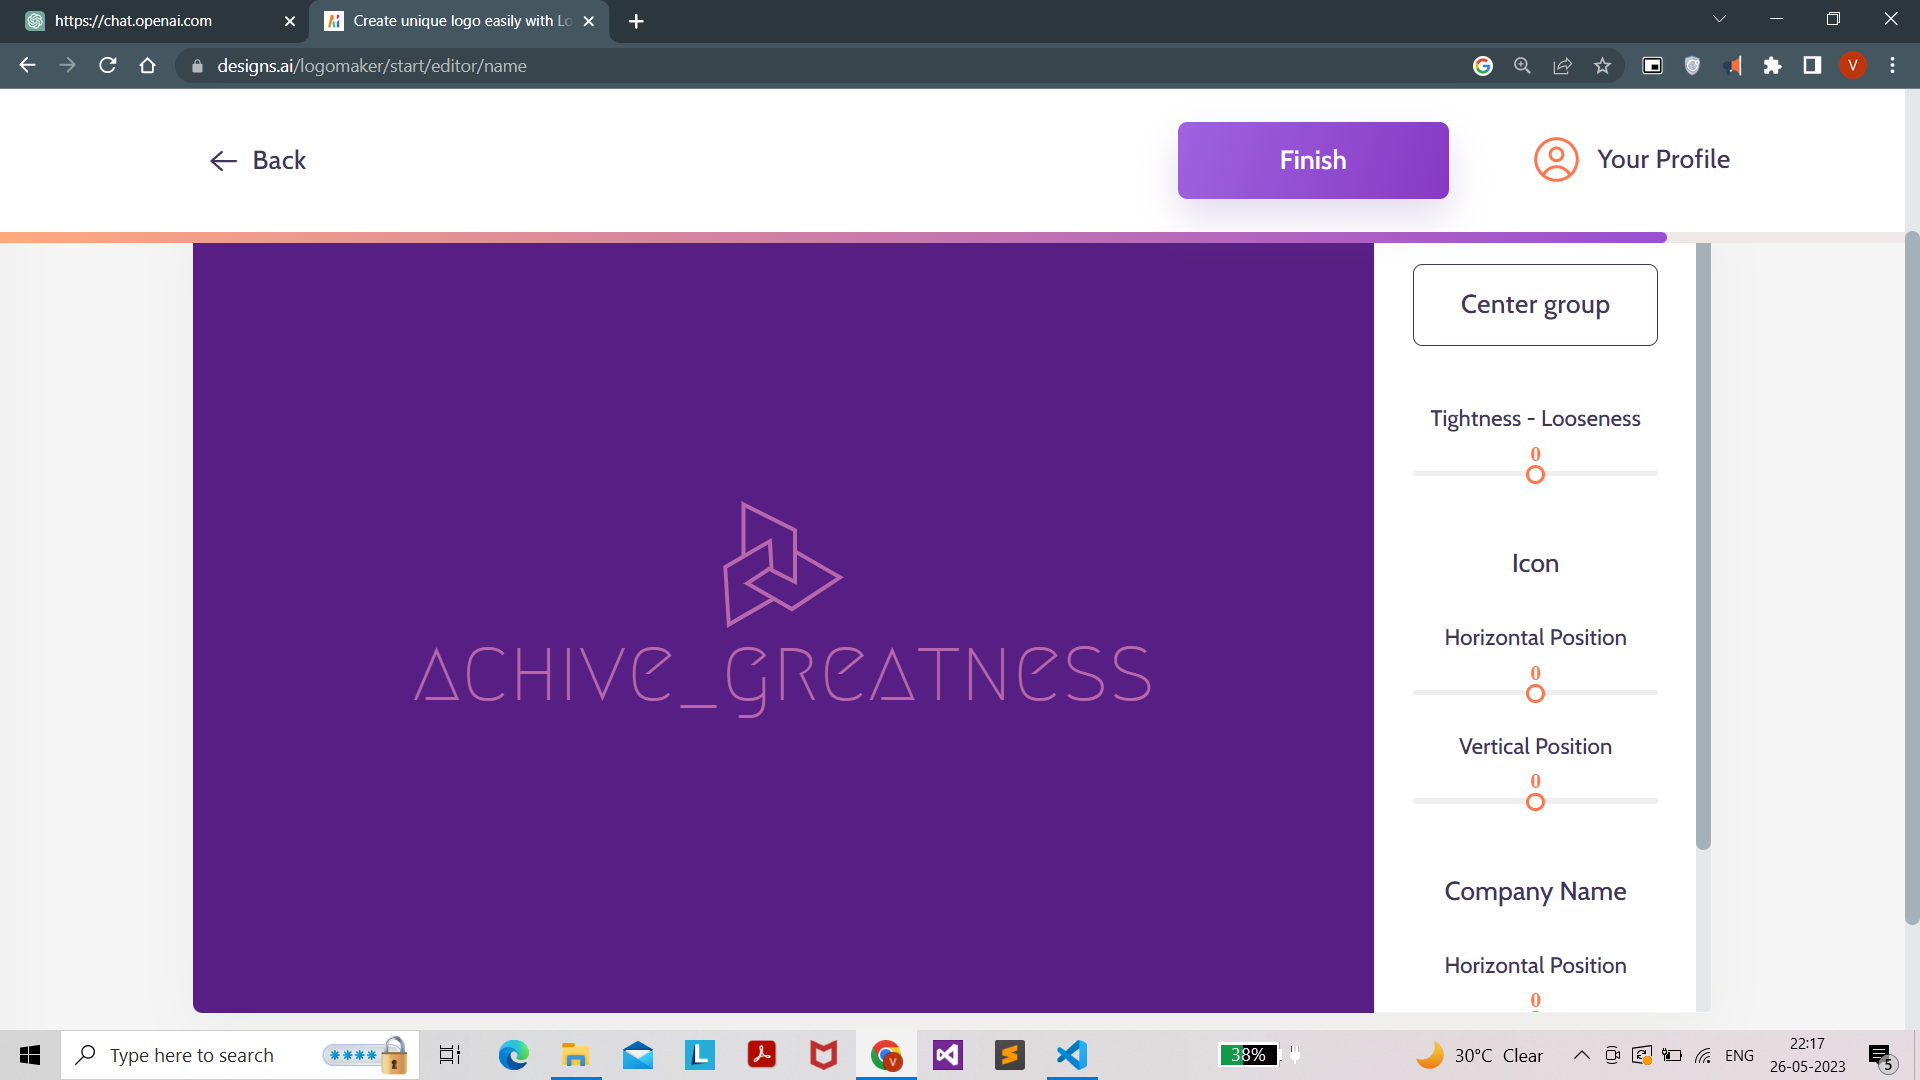 https://chat.openai.com
Create unique logo easily with Lo
designs.ai/logomaker/start/editor/name
V
Back
Finish
Your Profile
Center group
Tightness - Looseness
0
Icon
Horizontal Position
0
Vertical Position
0
Company Name
Horizontal Position
0
ACHIVE_GREATNESS
Type here to search
L
V
38%
30°C Clear
ENG
22:17
26-05-2023
5